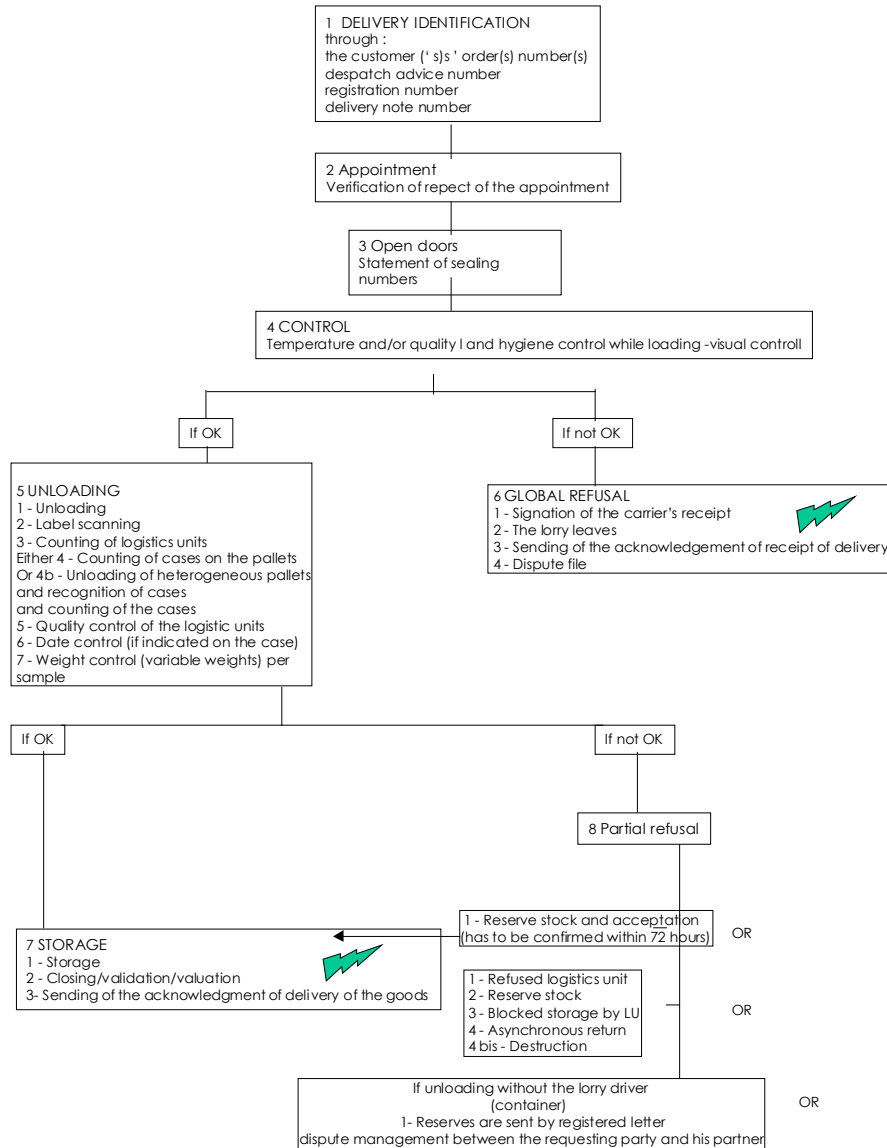 1 DELIVERY IDENTIFICATION
through :
the customer (‘ s)s ’ order(s) number(s)
despatch advice number
registration number
delivery note number
2 Appointment
Verification of repect of the appointment
3 Open doors
Statement of sealing
numbers
4 CONTROL
Temperature and/or quality l and hygiene control while loading -visual controll
If OK
If not OK
5 UNLOADING
1 - Unloading
2 - Label scanning
3 - Counting of logistics units
Either 4 - Counting of cases on the pallets
Or 4b - Unloading of heterogeneous pallets
and recognition of cases
and counting of the cases
5 - Quality control of the logistic units
6 - Date control (if indicated on the case)
7 - Weight control (variable weights) per
sample
6 GLOBAL REFUSAL
1 - Signation of the carrier’s receipt
2 - The lorry leaves
3 - Sending of the acknowledgement of receipt of delivery
4 - Dispute file
If OK
If not OK
8 Partial refusal
1 - Reserve stock and acceptation
(has to be confirmed within 72 hours)
OR
7 STORAGE
1 - Storage
2 - Closing/validation/valuation
3- Sending of the acknowledgment of delivery of the goods
1 - Refused logistics unit
2 - Reserve stock
3 - Blocked storage by LU
4 - Asynchronous return
4 bis - Destruction
OR
If unloading without the lorry driver
(container)
1- Reserves are sent by registered letter
dispute management between the requesting party and his partner
OR